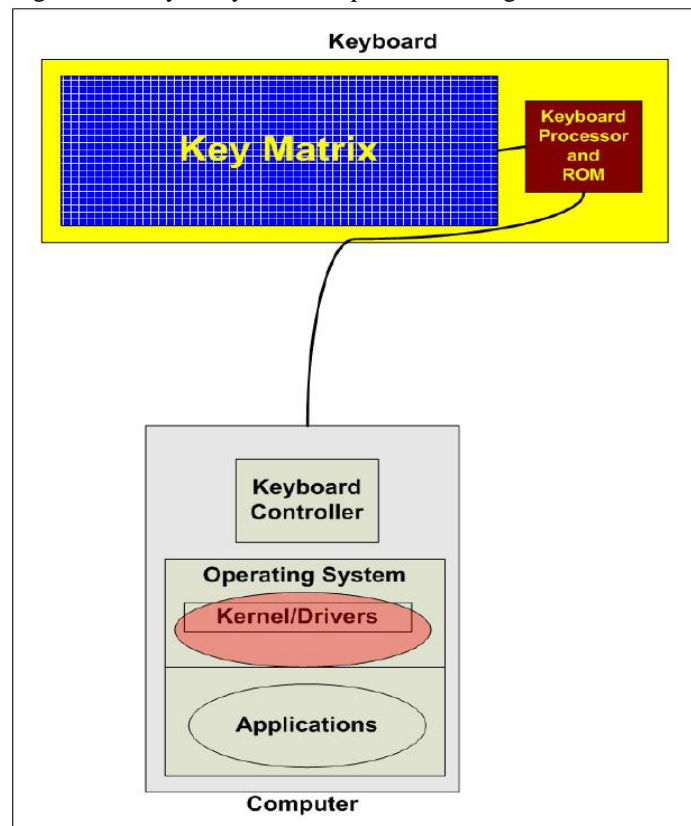 Keyboard
Key Matrix
Keyboard
Processor
and
ROM
Keyboard
Controller
Operating System
Kernel/Drivers
Applications
Computer